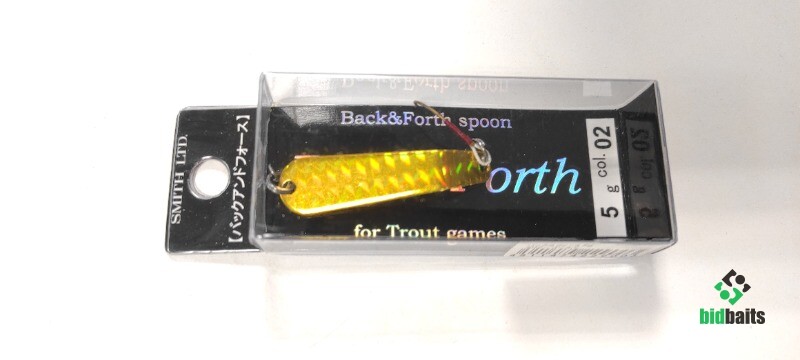 SMITH LTD.
【バックアンドフォース】
Back&Forth spoon
Forth
for Trout games
5 g col. 02
bidbaits